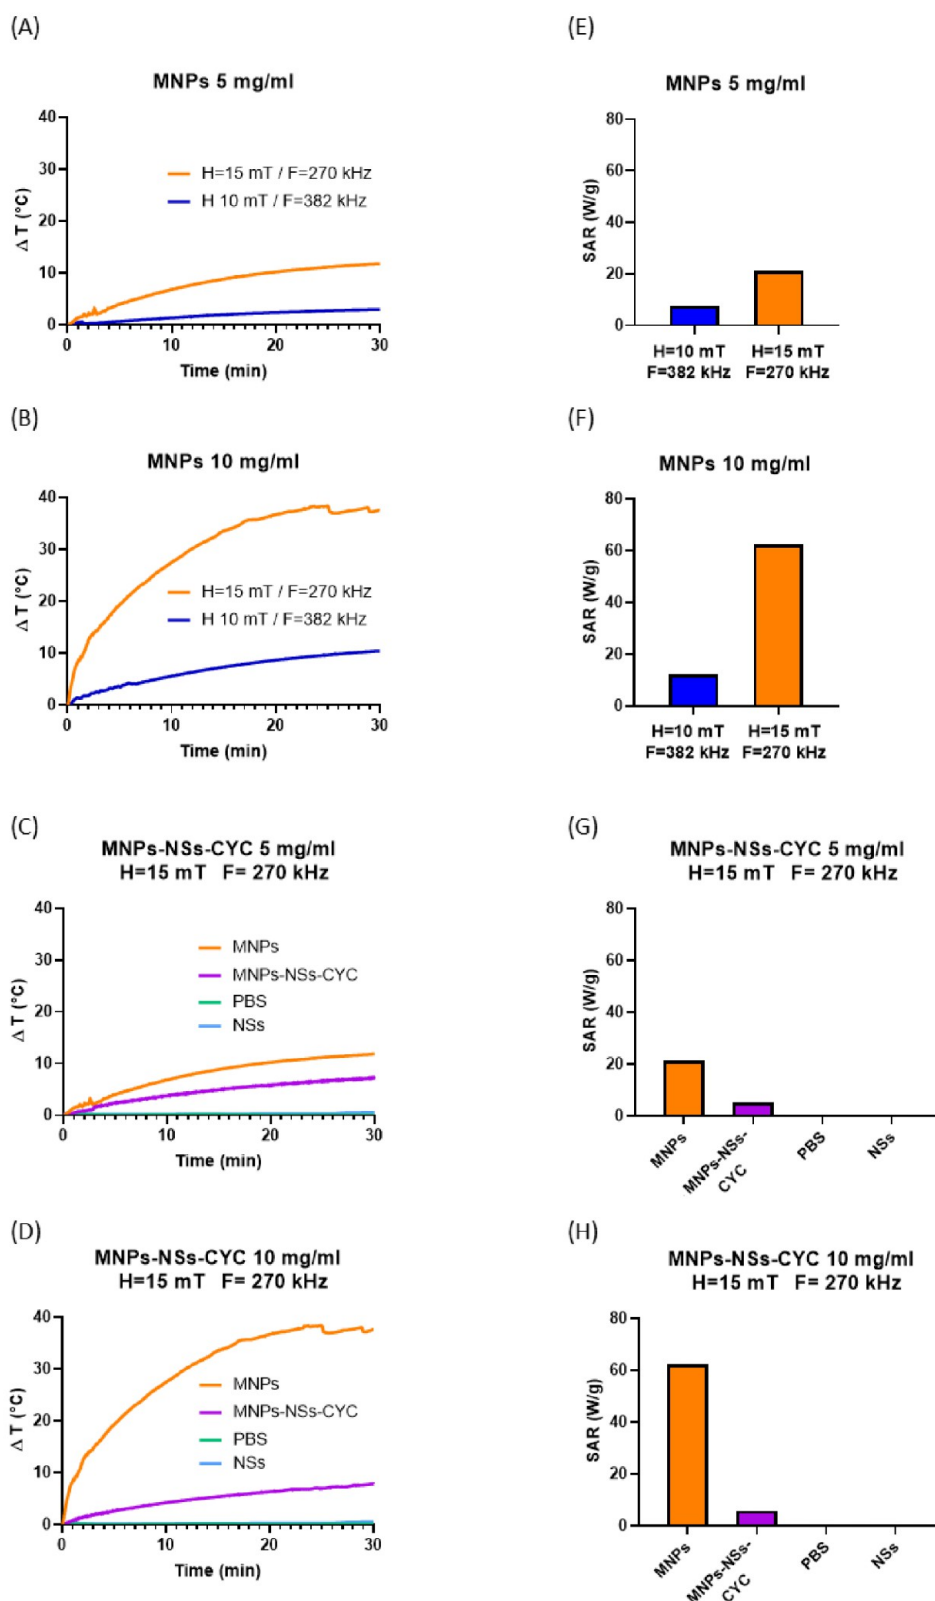 (A)
MNPs 5 mg/ml
40
30
20
10
0
Δ T (°C)
H=15 mT / F=270 kHz
H 10 mT / F=382 kHz
0 10 20 30
Time (min)
(E)
MNPs 5 mg/ml
80
60
40
20
0
SAR (W/g)
H=10 mT H=15 mT
F=382 kHz F=270 kHz
(B)
MNPs 10 mg/ml
40
30
20
10
0
Δ T (°C)
H=15 mT / F=270 kHz
H 10 mT / F=382 kHz
0 10 20 30
Time (min)
(F)
MNPs 10 mg/ml
80
60
40
20
0
SAR (W/g)
H=10 mT H=15 mT
F=382 kHz F=270 kHz
(C)
MNPs-NSs-CYC 5 mg/ml
H=15 mT F= 270 kHz
40
30
20
10
0
Δ T (°C)
MNPs
MNPs-NSs-CYC
PBS
NSs
0 10 20 30
Time (min)
(G)
MNPs-NSs-CYC 5 mg/ml
H=15 mT F= 270 kHz
80
60
40
20
0
SAR (W/g)
MNPs
MNPs-NSs-
CYC
PBS
NSs
(D)
MNPs-NSs-CYC 10 mg/ml
H=15 mT F= 270 kHz
40
30
20
10
0
Δ T (°C)
MNPs
MNPs-NSs-CYC
PBS
NSs
0 10 20 30
Time (min)
(H)
MNPs-NSs-CYC 10 mg/ml
H=15 mT F= 270 kHz
80
60
40
20
0
SAR (W/g)
MNPs
MNPs-NSs-
CYC
PBS
NSs